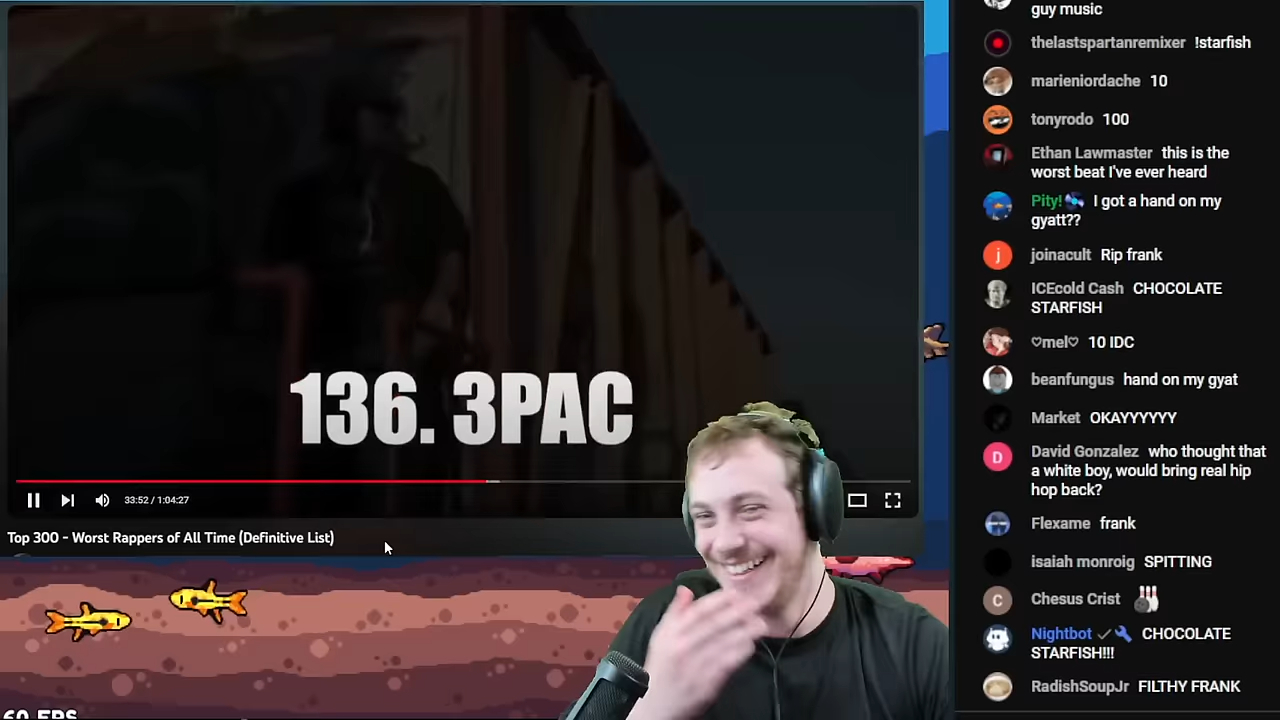 136. 3PAC
33:52 / 1:04:27
Top 300 - Worst Rappers of All Time (Definitive List)
60 FPS
guy music
thelastspartanremixer !starfish
marieniordache 10
tonyrodo 100
Ethan Lawmaster this is the
worst beat I've ever heard
Pity! I got a hand on my
gyatt??
j
joinacult Rip frank
ICEcold Cash CHOCOLATE
STARFISH
♡mel♡ 10 IDC
beanfungus hand on my gyat
Market OKAYYYYYY
D
David Gonzalez who thought that
a white boy, would bring real hip
hop back?
Flexame frank
isaiah monroig SPITTING
C
Chesus Crist 🎳
Nightbot CHOCOLATE
STARFISH!!!
RadishSoupJr FILTHY FRANK